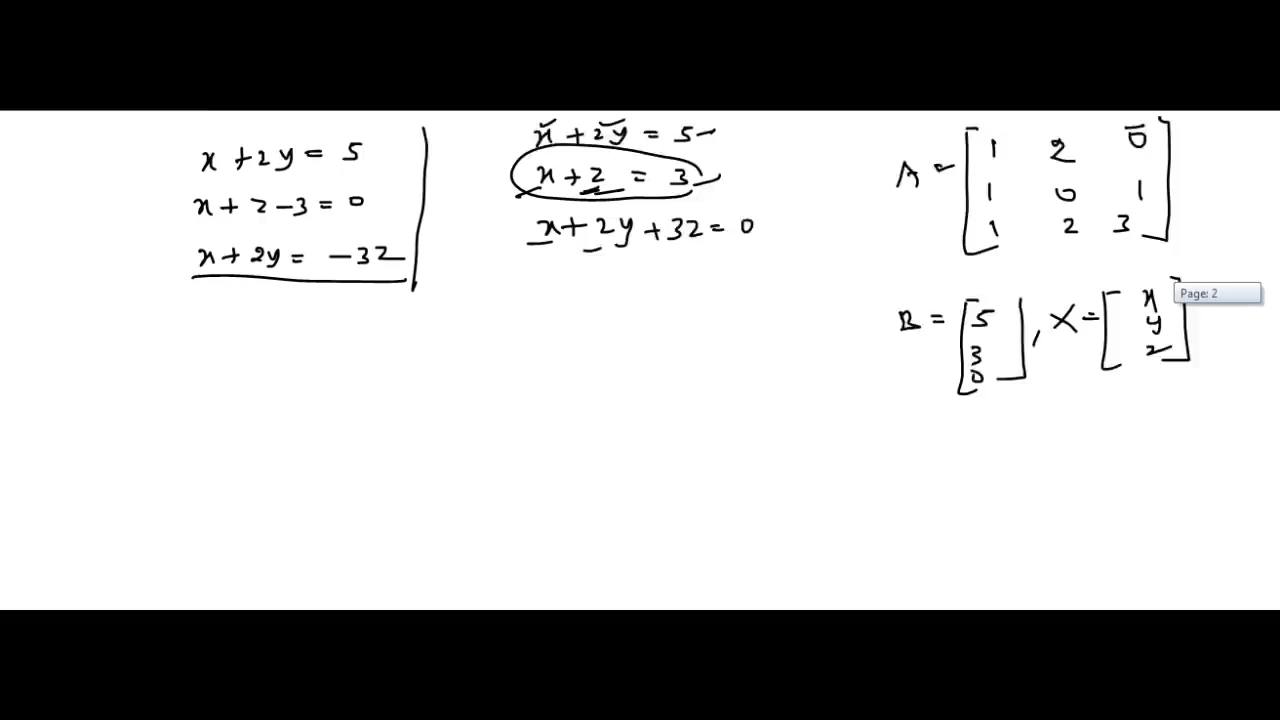 x + 2y = 5
x + z - 3 = 0
x + 2y = -3z
x + 2y = 5
x + z = 3
x + 2y + 3z = 0
A = [1 2 0
1 0 1
1 2 3]
B = [5
3
0], X = [x
y
z]
Page: 2